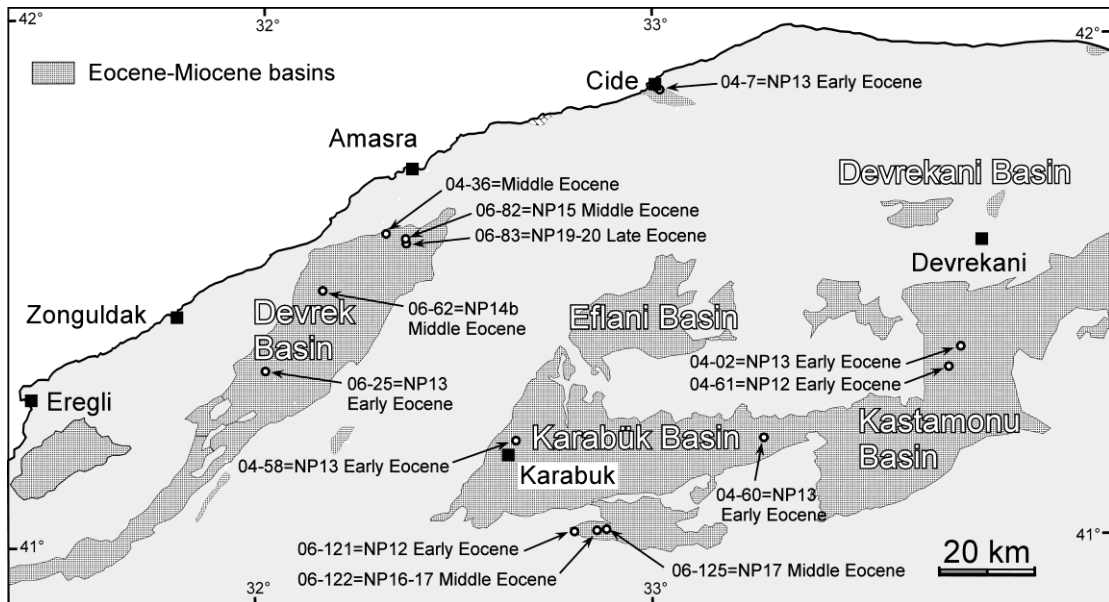 42°
32°
33°
42°
Eocene-Miocene basins
Cide
04-7=NP13 Early Eocene
Amasra
Devrekani Basin
04-36=Middle Eocene
06-82=NP15 Middle Eocene
06-83=NP19-20 Late Eocene
Devrekani
Zonguldak
Devrek
Basin
06-62=NP14b
Middle Eocene
Eflani Basin
04-02=NP13 Early Eocene
04-61=NP12 Early Eocene
06-25=NP13
Early Eocene
Eregli
Karabük Basin
Kastamonu
Basin
04-58=NP13 Early Eocene
Karabuk
04-60=NP13
Early Eocene
06-121=NP12 Early Eocene
06-122=NP16-17 Middle Eocene
06-125=NP17 Middle Eocene
41°
41°
20 km
32°
33°